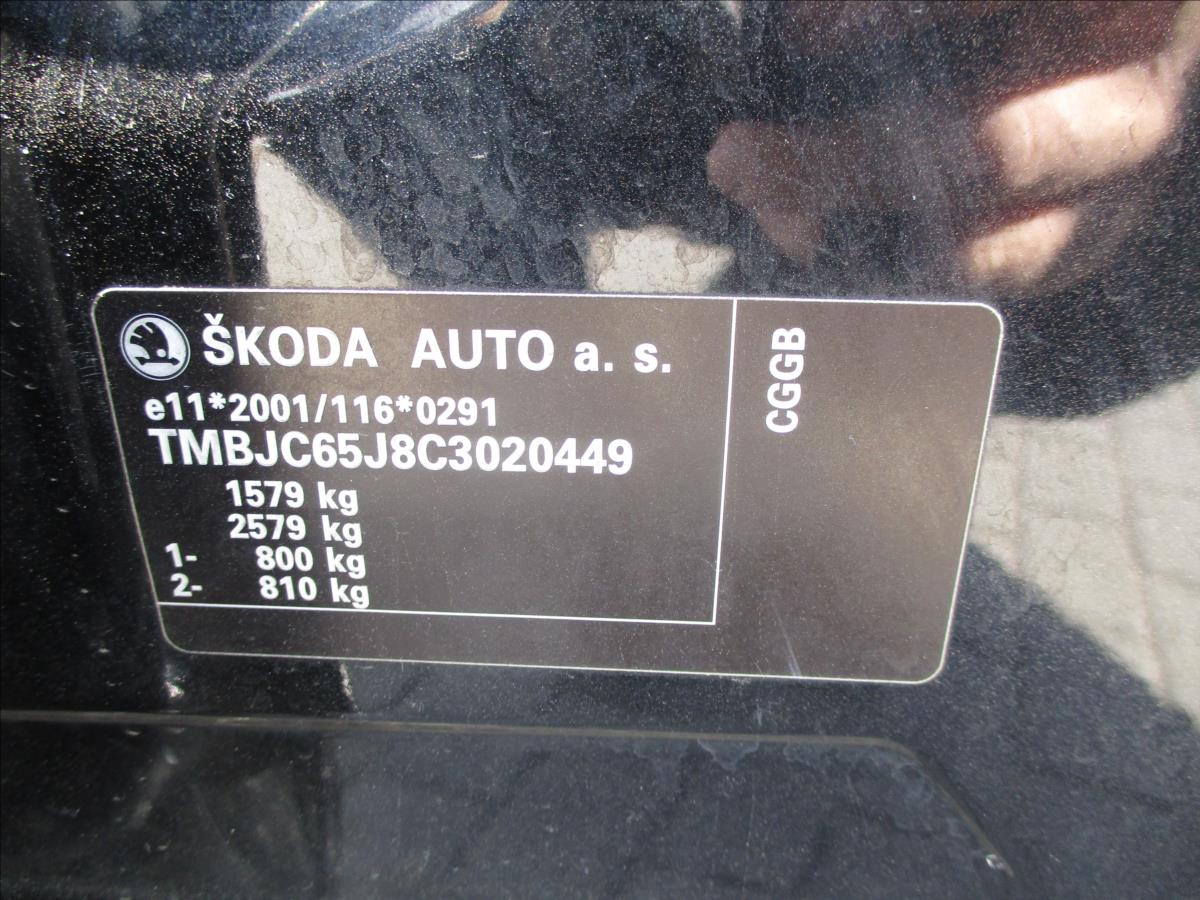 ŠKODA AUTO a. s.
e11*2001/116*0291
TMBJC65J8C3020449
1579 kg
2579 kg
1- 800 kg
2- 810 kg
CGGB